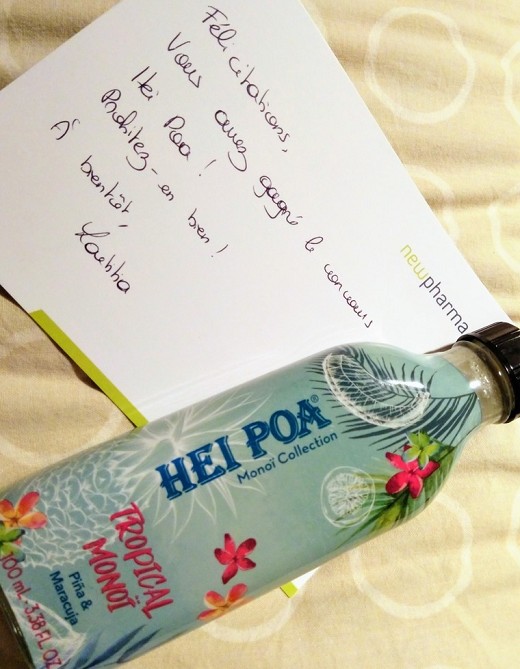 Félicitations,
Vous avez gagné le concours
Hei Poa !
Profitez-en bien !
À bientôt,
Laetitia
newpharma
HEI POA®
Monoï Collection
TROPICAL
MONOÏ
Piña &
Maracuja
100 mL - 3.38 FL OZ